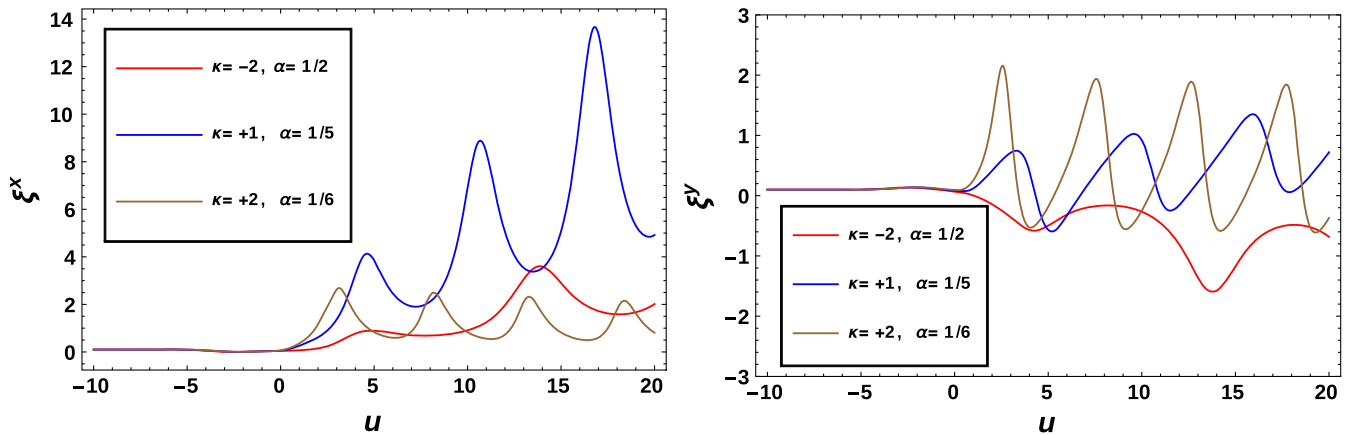 14
12
10
8
6
4
2
0
ξˣ
κ= −2, α= 1/2
κ= +1, α= 1/5
κ= +2, α= 1/6
−10 −5 0 5 10 15 20
u
3
2
1
0
−1
−2
−3
ξʸ
κ= −2, α= 1/2
κ= +1, α= 1/5
κ= +2, α= 1/6
−10 −5 0 5 10 15 20
u